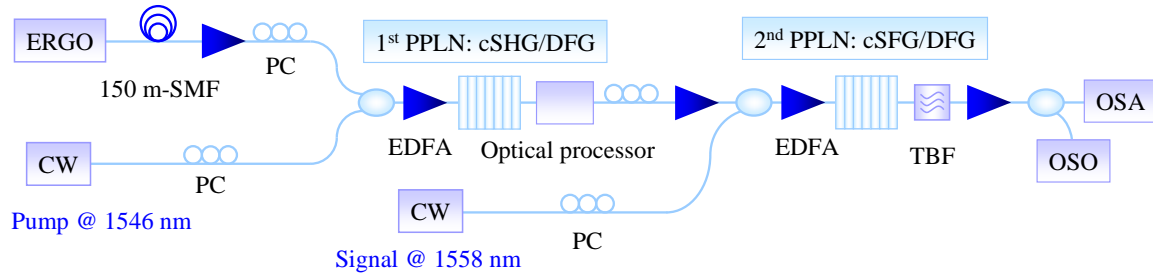 ERGO
150 m-SMF
PC
1st PPLN: cSHG/DFG
2nd PPLN: cSFG/DFG
EDFA
Optical processor
EDFA
TBF
OSA
OSO
CW
PC
Pump @ 1546 nm
CW
PC
Signal @ 1558 nm